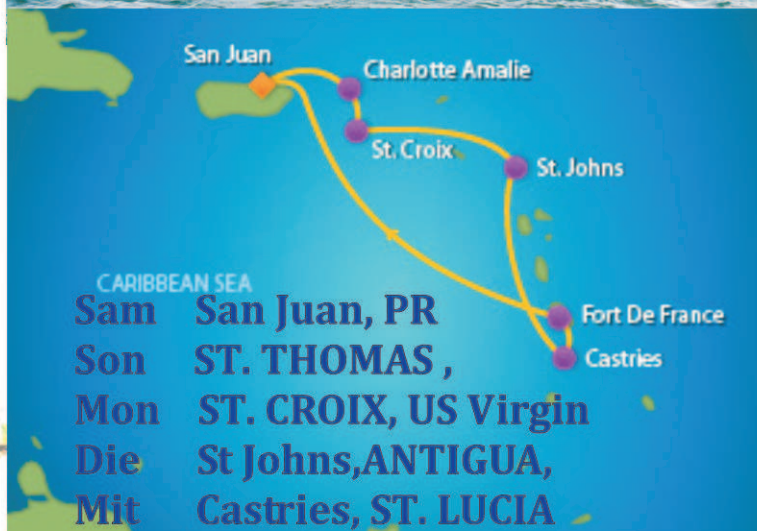 San Juan
Charlotte Amalie
St. Croix
St. Johns
CARIBBEAN SEA
Fort De France
Castries
Sam San Juan, PR
Son ST. THOMAS ,
Mon ST. CROIX, US Virgin
Die St Johns,ANTIGUA,
Mit Castries, ST. LUCIA